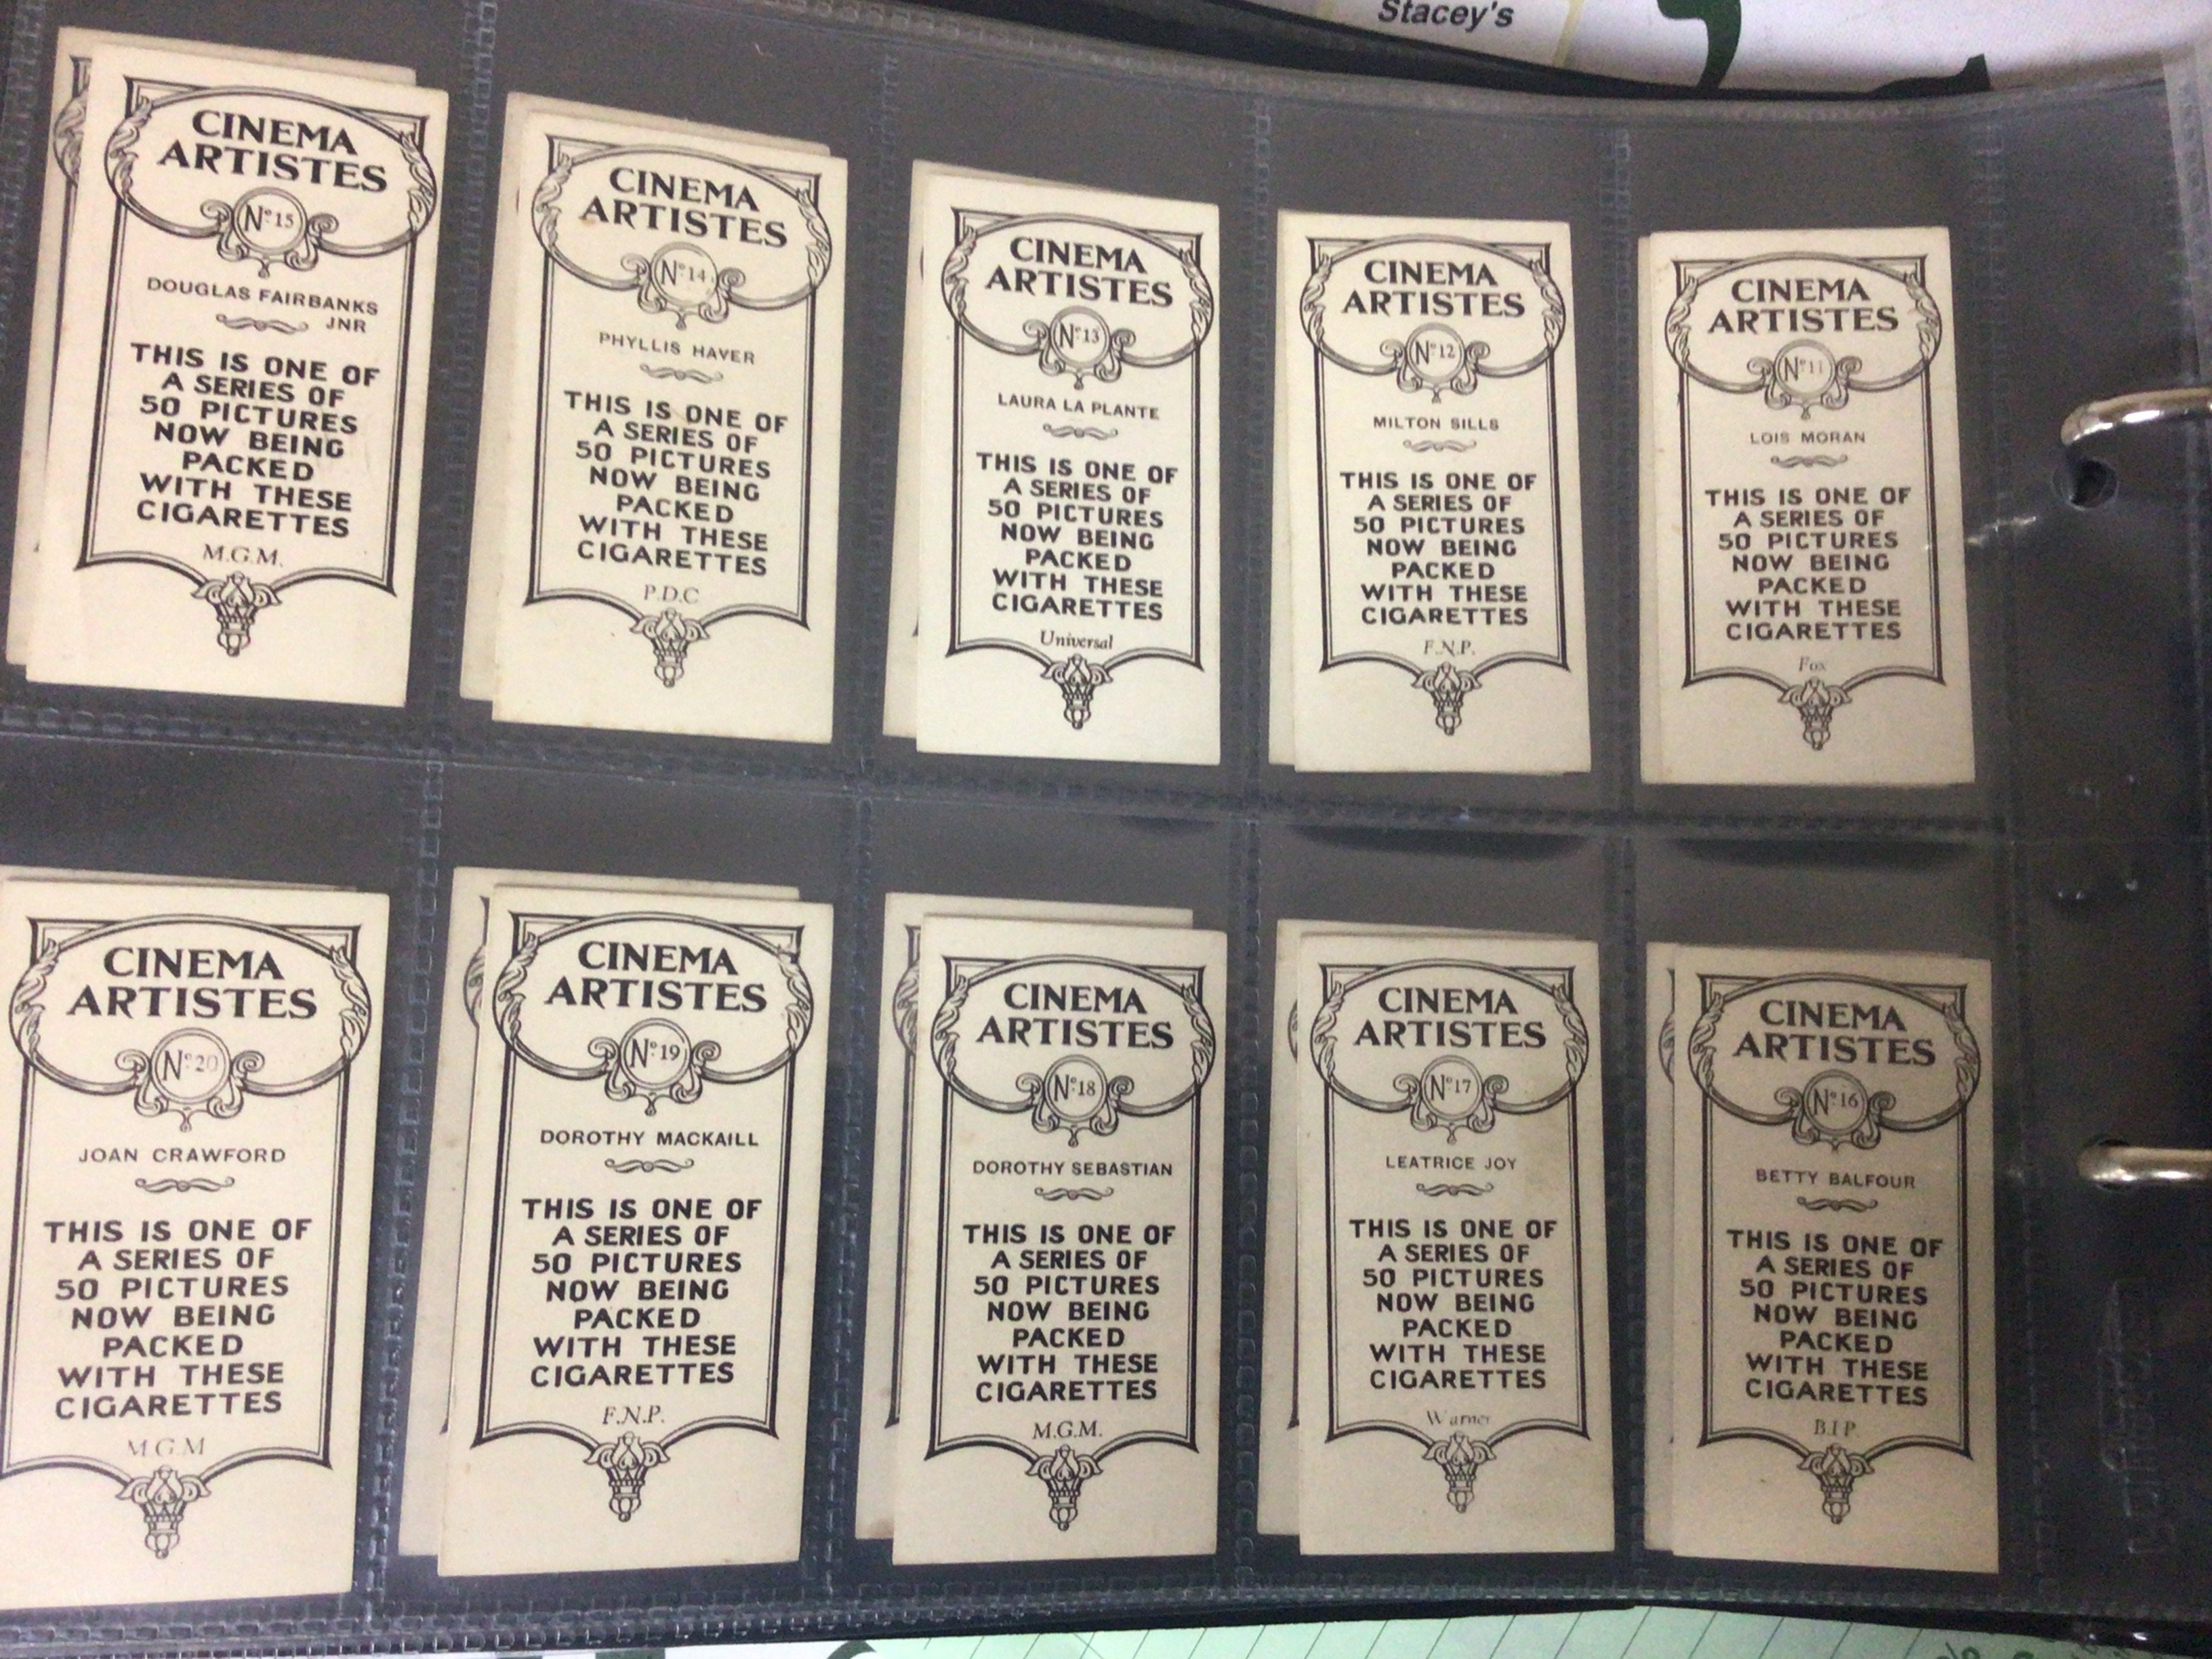 Stacey's
CINEMA
ARTISTES
No 15
DOUGLAS FAIRBANKS
JNR
THIS IS ONE OF
A SERIES OF
50 PICTURES
NOW BEING
PACKED
WITH THESE
CIGARETTES
M.G.M.
CINEMA
ARTISTES
No 14
PHYLLIS HAVER
THIS IS ONE OF
A SERIES OF
50 PICTURES
NOW BEING
PACKED
WITH THESE
CIGARETTES
P.D.C
CINEMA
ARTISTES
No 13
LAURA LA PLANTE
THIS IS ONE OF
A SERIES OF
50 PICTURES
NOW BEING
PACKED
WITH THESE
CIGARETTES
Universal
CINEMA
ARTISTES
No 12
MILTON SILLS
THIS IS ONE OF
A SERIES OF
50 PICTURES
NOW BEING
PACKED
WITH THESE
CIGARETTES
F.N.P.
CINEMA
ARTISTES
No 11
LOIS MORAN
THIS IS ONE OF
A SERIES OF
50 PICTURES
NOW BEING
PACKED
WITH THESE
CIGARETTES
Fox
CINEMA
ARTISTES
No 20
JOAN CRAWFORD
THIS IS ONE OF
A SERIES OF
50 PICTURES
NOW BEING
PACKED
WITH THESE
CIGARETTES
M G M
CINEMA
ARTISTES
No 19
DOROTHY MACKAILL
THIS IS ONE OF
A SERIES OF
50 PICTURES
NOW BEING
PACKED
WITH THESE
CIGARETTES
F.N.P.
CINEMA
ARTISTES
No 18
DOROTHY SEBASTIAN
THIS IS ONE OF
A SERIES OF
50 PICTURES
NOW BEING
PACKED
WITH THESE
CIGARETTES
M.G.M.
CINEMA
ARTISTES
No 17
LEATRICE JOY
THIS IS ONE OF
A SERIES OF
50 PICTURES
NOW BEING
PACKED
WITH THESE
CIGARETTES
Warner
CINEMA
ARTISTES
No 16
BETTY BALFOUR
THIS IS ONE OF
A SERIES OF
50 PICTURES
NOW BEING
PACKED
WITH THESE
CIGARETTES
B.I P.